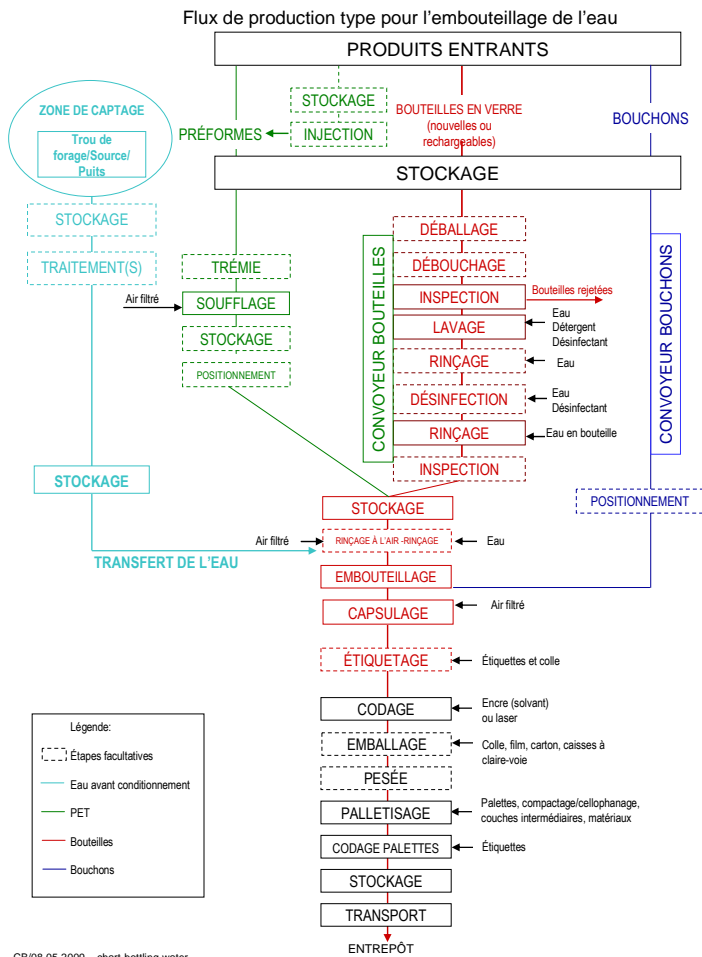 Flux de production type pour l'embouteillage de l'eau
PRODUITS ENTRANTS
ZONE DE CAPTAGE
Trou de
forage/Source/
Puits
STOCKAGE
TRAITEMENT(S)
STOCKAGE
TRANSFERT DE L'EAU
STOCKAGE
INJECTION
PRÉFORMES
BOUTEILLES EN VERRE
(nouvelles ou
rechargeables)
BOUCHONS
STOCKAGE
TRÉMIE
Air filtré
SOUFFLAGE
STOCKAGE
POSITIONNEMENT
CONVOYEUR BOUTEILLES
DÉBALLAGE
DÉBOUCHAGE
INSPECTION
Bouteilles rejetées
LAVAGE
Eau
Détergent
Désinfectant
RINÇAGE
Eau
DÉSINFECTION
Eau
Désinfectant
RINÇAGE
Eau en bouteille
INSPECTION
CONVOYEUR BOUCHONS
POSITIONNEMENT
STOCKAGE
Air filtré
RINÇAGE À L'AIR -RINÇAGE
Eau
EMBOUTEILLAGE
CAPSULAGE
Air filtré
ÉTIQUETAGE
Étiquettes et colle
CODAGE
Encre (solvant)
ou laser
EMBALLAGE
Colle, film, carton, caisses à
claire-voie
PESÉE
PALLETISAGE
Palettes, compactage/cellophanage,
couches intermédiaires, matériaux
CODAGE PALETTES
Étiquettes
STOCKAGE
TRANSPORT
ENTREPÔT
Légende:
Étapes facultatives
Eau avant conditionnement
PET
Bouteilles
Bouchons